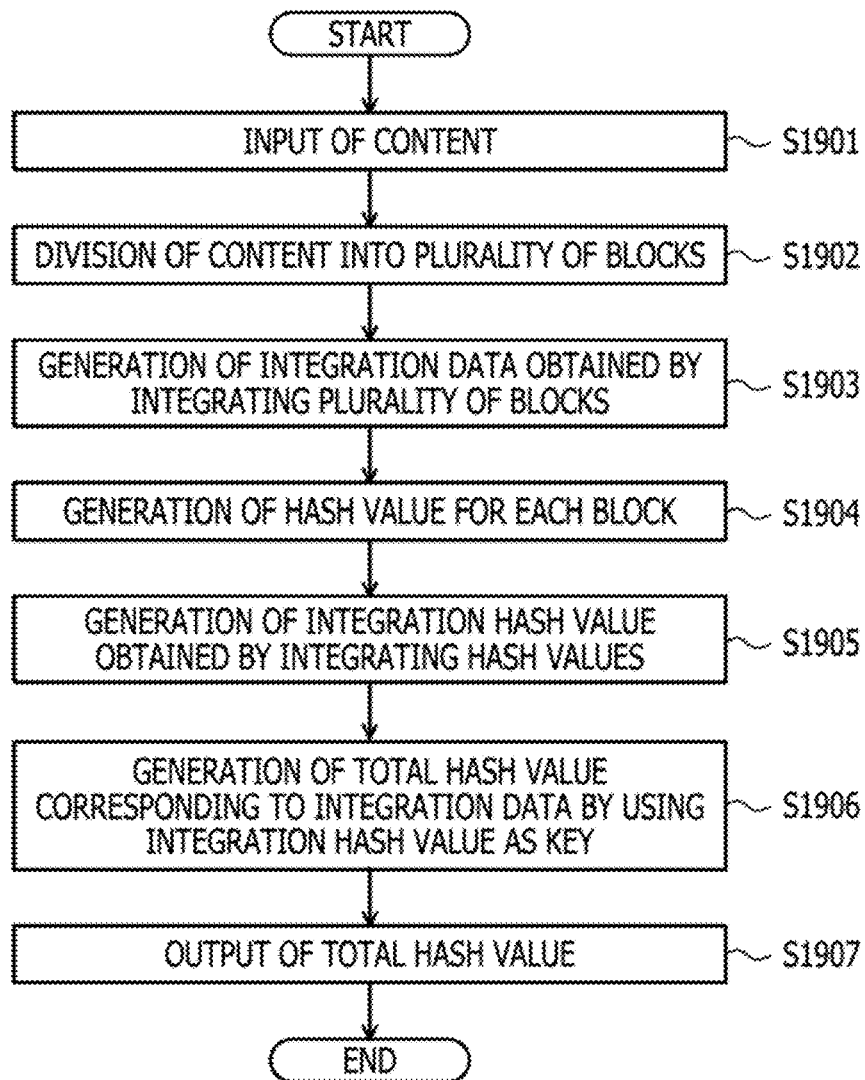 START
INPUT OF CONTENT
S1901
DIVISION OF CONTENT INTO PLURALITY OF BLOCKS
S1902
GENERATION OF INTEGRATION DATA OBTAINED BY
INTEGRATING PLURALITY OF BLOCKS
S1903
GENERATION OF HASH VALUE FOR EACH BLOCK
S1904
GENERATION OF INTEGRATION HASH VALUE
OBTAINED BY INTEGRATING HASH VALUES
S1905
GENERATION OF TOTAL HASH VALUE
CORRESPONDING TO INTEGRATION DATA BY USING
INTEGRATION HASH VALUE AS KEY
S1906
OUTPUT OF TOTAL HASH VALUE
S1907
END